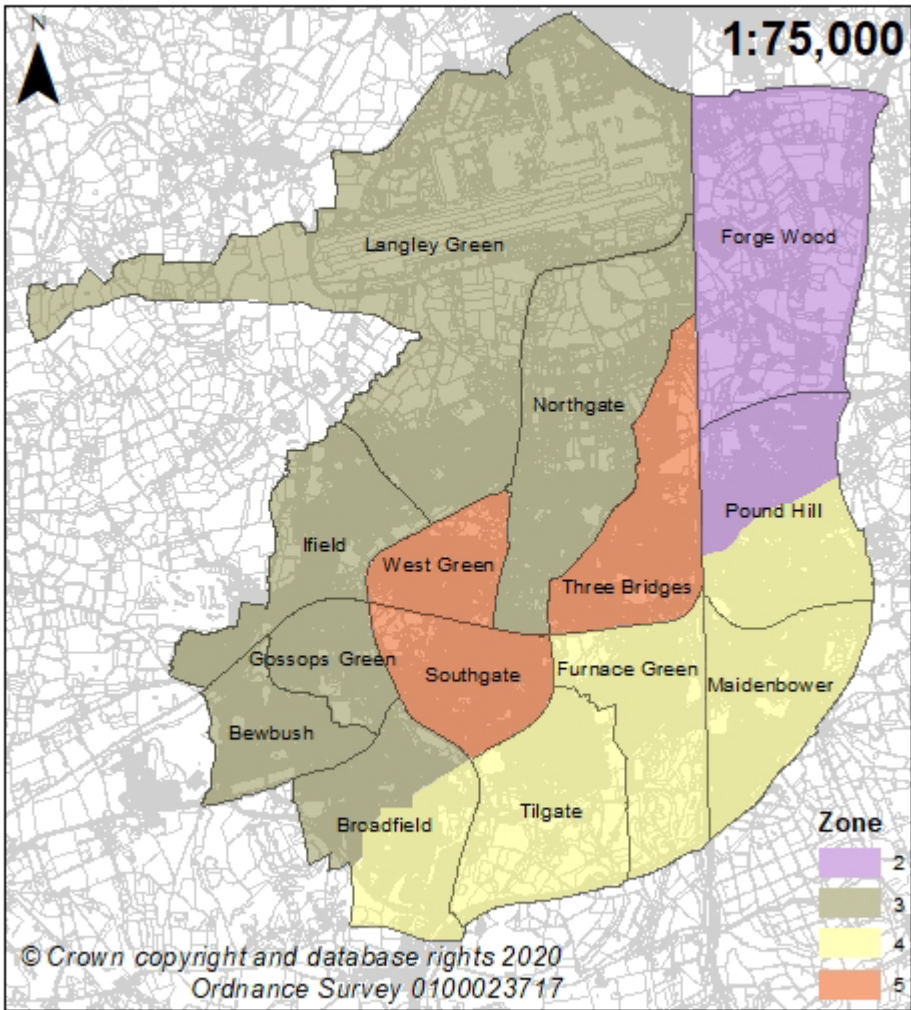 N
1:75,000
Forge Wood
Langley Green
Northgate
Pound Hill
Ifield
West Green
Three Bridges
Gossops Green
Southgate
Furnace Green
Maidenbower
Bewbush
Tilgate
Broadfield
Zone
2
3
4
5
© Crown copyright and database rights 2020
Ordnance Survey 0100023717